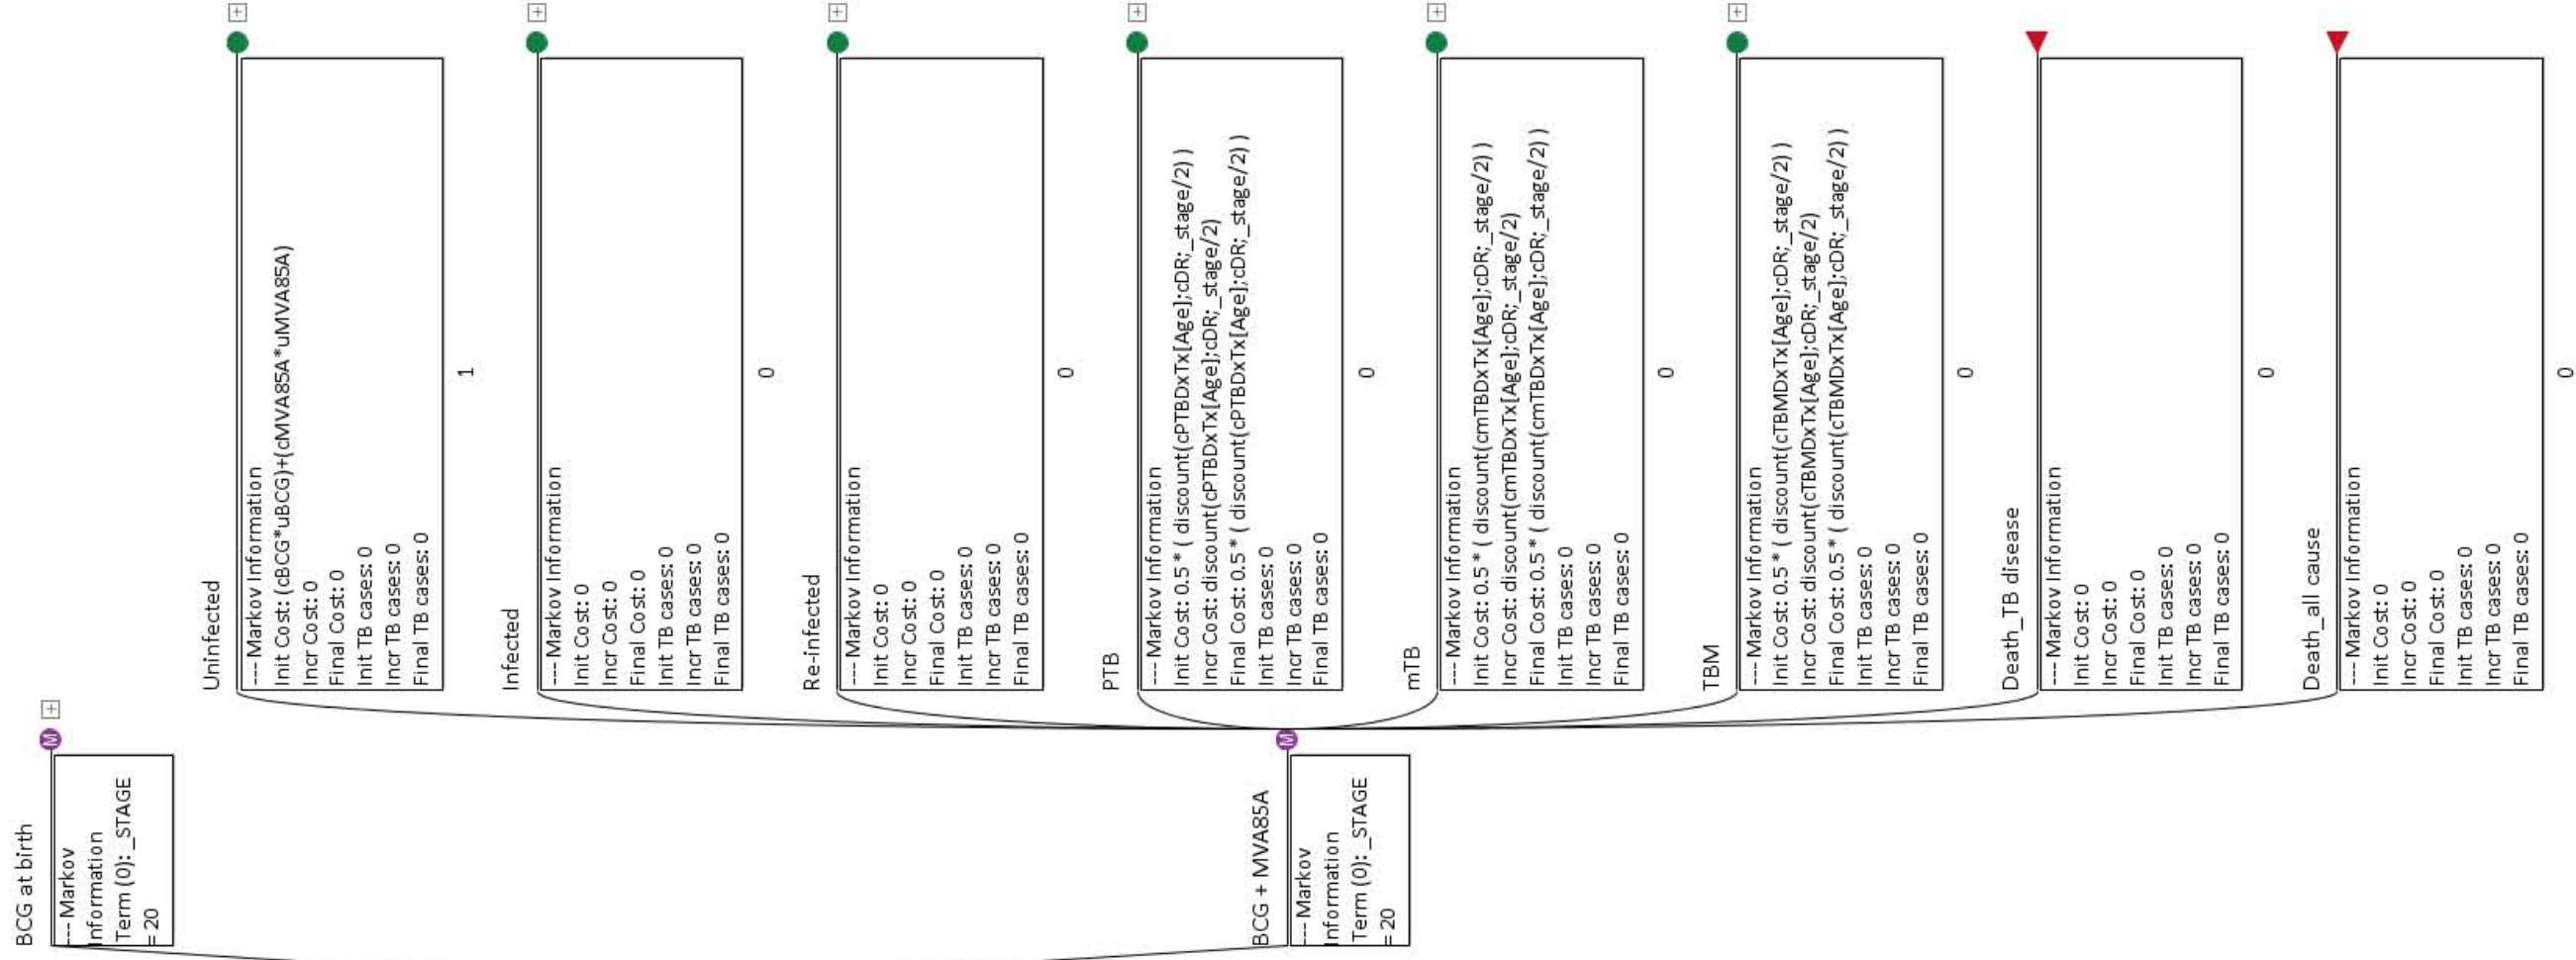 BCG at birth
--- Markov
Information
Term (0): _STAGE
= 20
BCG + MVA85A
--- Markov
Information
Term (0): _STAGE
= 20
Uninfected
--- Markov Information
Init Cost: (cBCG*uBCG)+(cMVA85A*uMVA85A)
Incr Cost: 0
Final Cost: 0
Init TB cases: 0
Incr TB cases: 0
Final TB cases: 0
1
Infected
--- Markov Information
Init Cost: 0
Incr Cost: 0
Final Cost: 0
Init TB cases: 0
Incr TB cases: 0
Final TB cases: 0
0
Re-infected
--- Markov Information
Init Cost: 0
Incr Cost: 0
Final Cost: 0
Init TB cases: 0
Incr TB cases: 0
Final TB cases: 0
0
PTB
--- Markov Information
Init Cost: 0.5 * ( discount(cPTBDxTx[Age];cDR;_stage/2) )
Incr Cost: discount(cPTBDxTx[Age];cDR;_stage/2)
Final Cost: 0.5 * ( discount(cPTBDxTx[Age];cDR;_stage/2) )
Init TB cases: 0
Incr TB cases: 0
Final TB cases: 0
0
mTB
--- Markov Information
Init Cost: 0.5 * ( discount(cmTBDxTx[Age];cDR;_stage/2) )
Incr Cost: discount(cmTBDxTx[Age];cDR;_stage/2)
Final Cost: 0.5 * ( discount(cmTBDxTx[Age];cDR;_stage/2) )
Init TB cases: 0
Incr TB cases: 0
Final TB cases: 0
0
TBM
--- Markov Information
Init Cost: 0.5 * ( discount(cTBMDxTx[Age];cDR;_stage/2) )
Incr Cost: discount(cTBMDxTx[Age];cDR;_stage/2)
Final Cost: 0.5 * ( discount(cTBMDxTx[Age];cDR;_stage/2) )
Init TB cases: 0
Incr TB cases: 0
Final TB cases: 0
0
Death_TB disease
--- Markov Information
Init Cost: 0
Incr Cost: 0
Final Cost: 0
Init TB cases: 0
Incr TB cases: 0
Final TB cases: 0
0
Death_all cause
--- Markov Information
Init Cost: 0
Incr Cost: 0
Final Cost: 0
Init TB cases: 0
Incr TB cases: 0
Final TB cases: 0
0
M
M